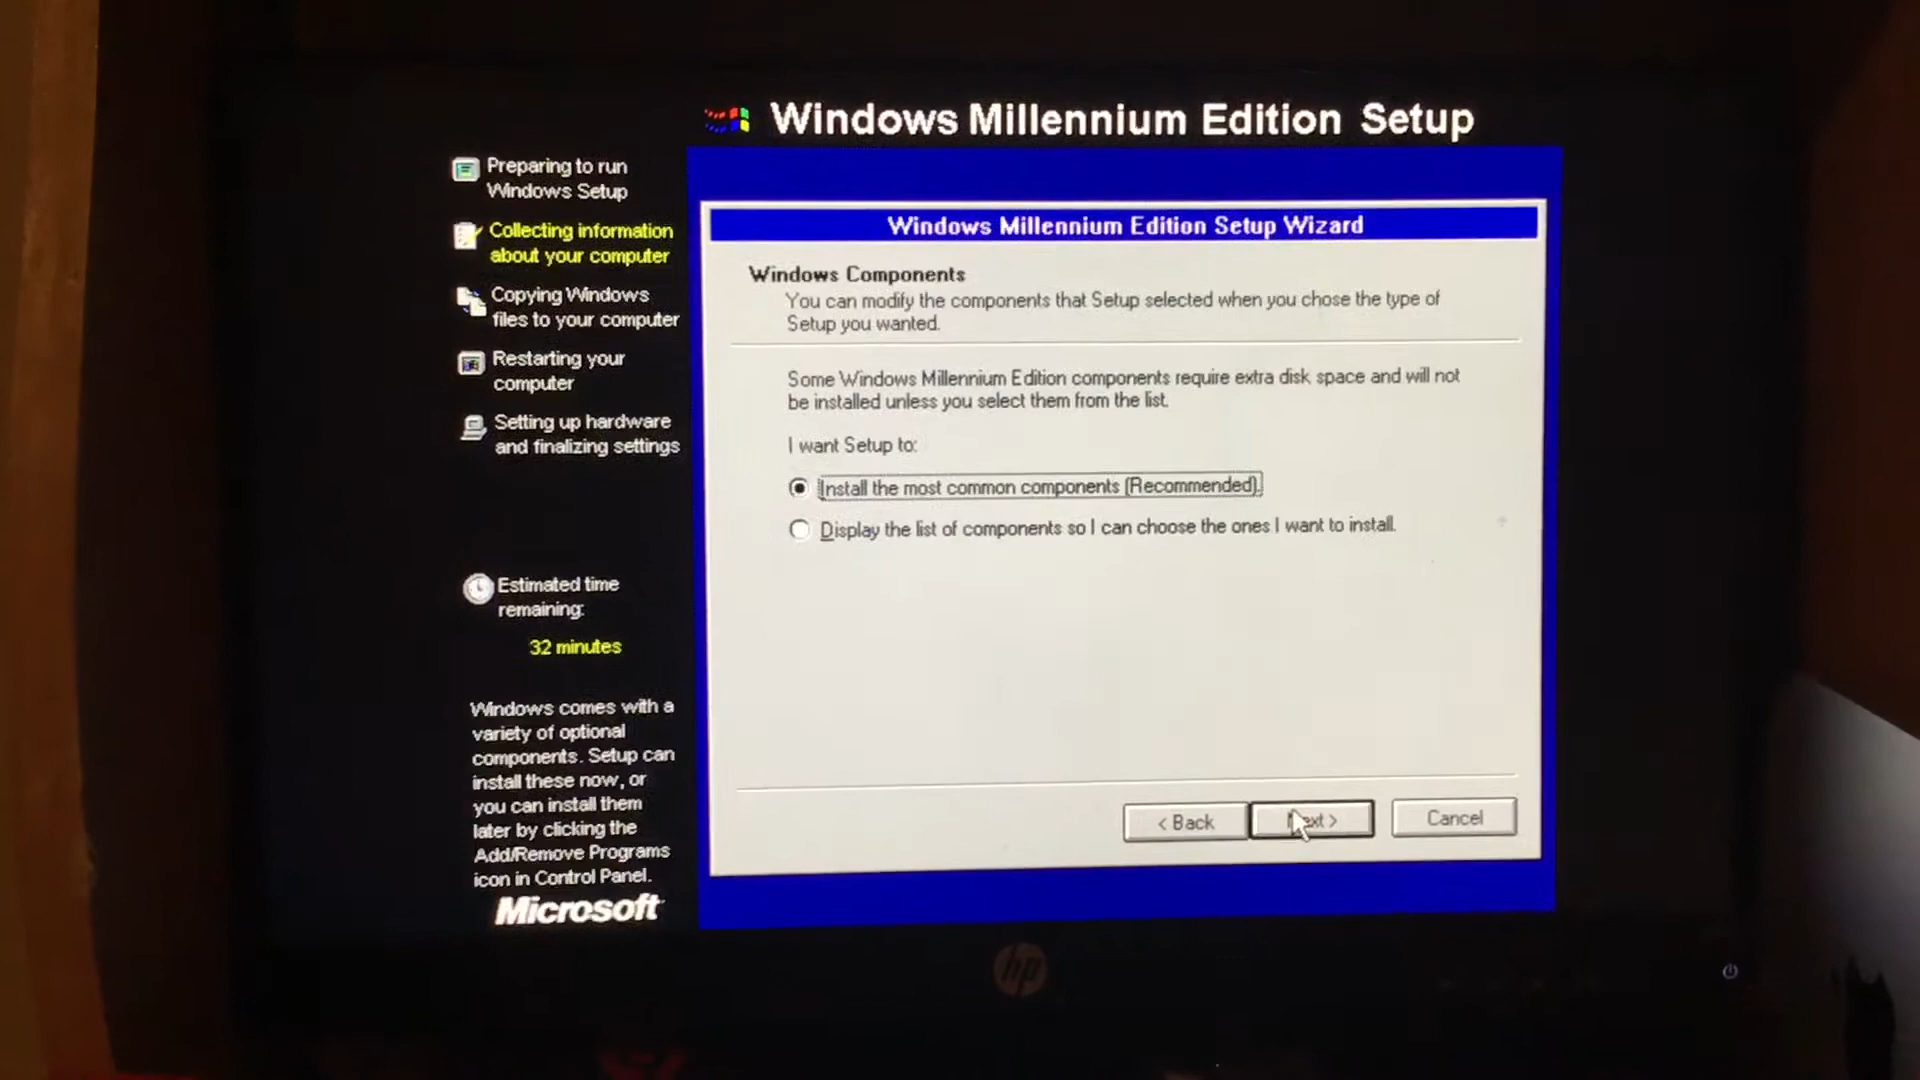 Windows Millennium Edition Setup
Preparing to run
Windows Setup
Collecting information
about your computer
Copying Windows
files to your computer
Restarting your
computer
Setting up hardware
and finalizing settings
Estimated time
remaining:
32 minutes
Windows comes with a
variety of optional
components. Setup can
install these now, or
you can install them
later by clicking the
Add/Remove Programs
icon in Control Panel.
Microsoft
Windows Millennium Edition Setup Wizard
Windows Components
You can modify the components that Setup selected when you chose the type of
Setup you wanted.
Some Windows Millennium Edition components require extra disk space and will not
be installed unless you select them from the list.
I want Setup to:
Install the most common components (Recommended).
Display the list of components so I can choose the ones I want to install.
< Back
Next >
Cancel
hp